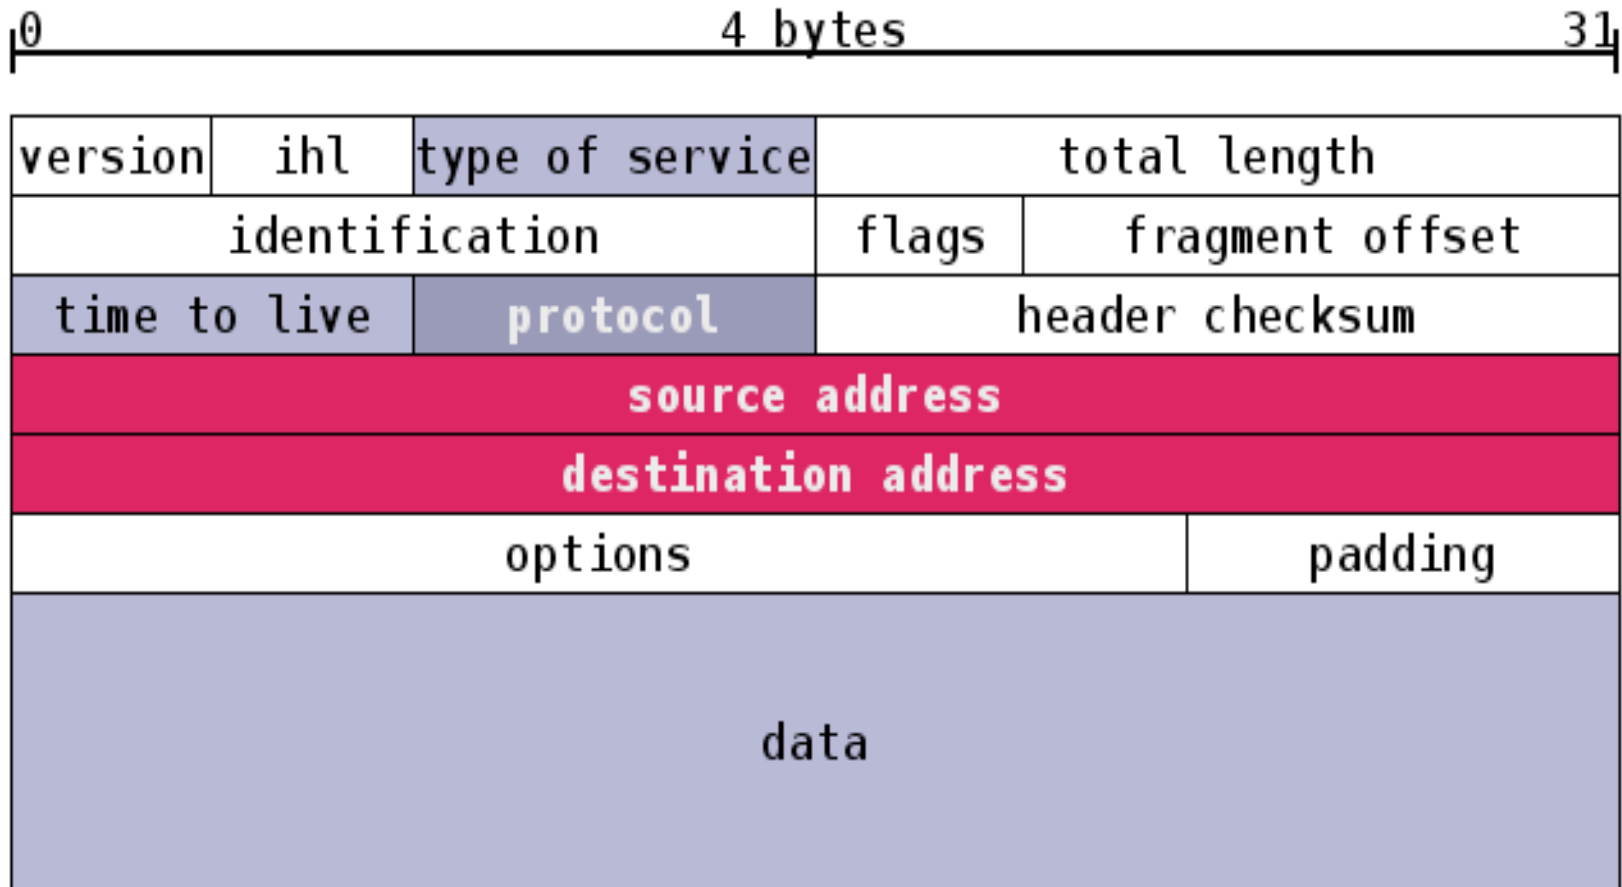 0 4 bytes 31
version ihl type of service total length
identification flags fragment offset
time to live protocol header checksum
source address
destination address
options padding
data